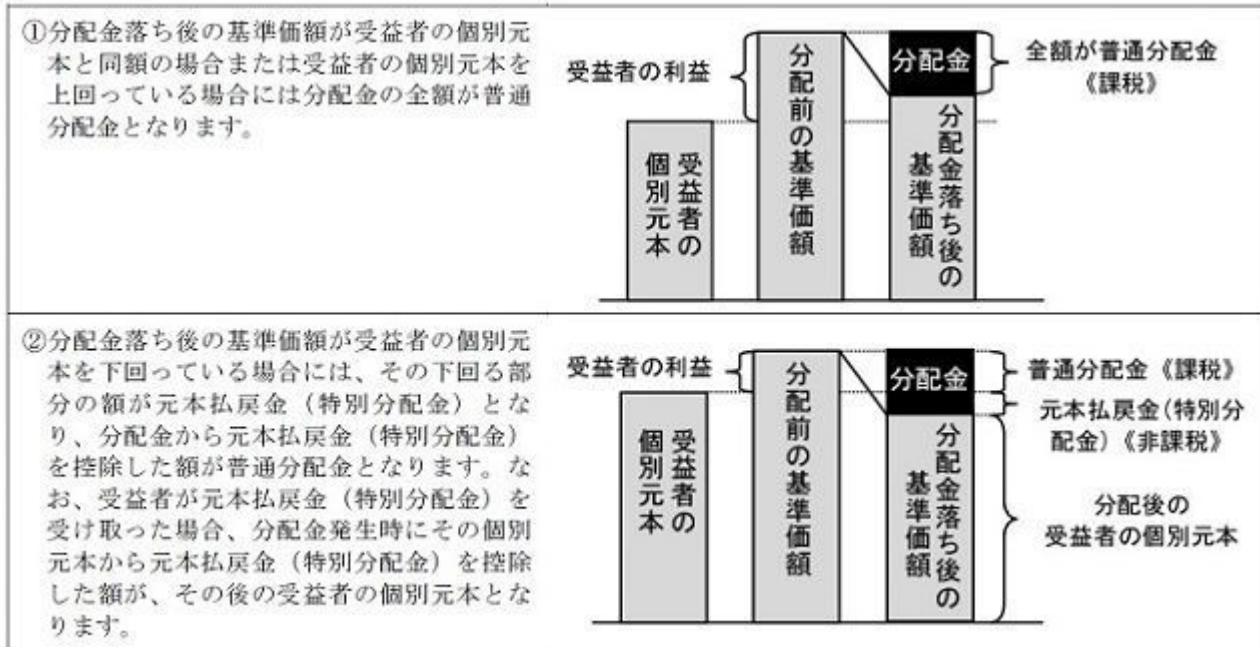 ①分配金落ち後の基準価額が受益者の個別元
本と同額の場合または受益者の個別元本を
上回っている場合には分配金の全額が普通
分配金となります。
受益者の利益
受益者の
個別元本
分配前の基準価額
分配金
分配金落ち後の
基準価額
全額が普通分配金
《課税》
②分配金落ち後の基準価額が受益者の個別元
本を下回っている場合には、その下回る部
分の額が元本払戻金（特別分配金）とな
り、分配金から元本払戻金（特別分配金）
を控除した額が普通分配金となります。な
お、受益者が元本払戻金（特別分配金）を
受け取った場合、分配金発生時にその個別
元本から元本払戻金（特別分配金）を控除
した額が、その後の受益者の個別元本とな
ります。
受益者の利益
受益者の
個別元本
分配前の基準価額
分配金
分配金落ち後の
基準価額
普通分配金《課税》
元本払戻金(特別分
配金)《非課税》
分配後の
受益者の個別元本